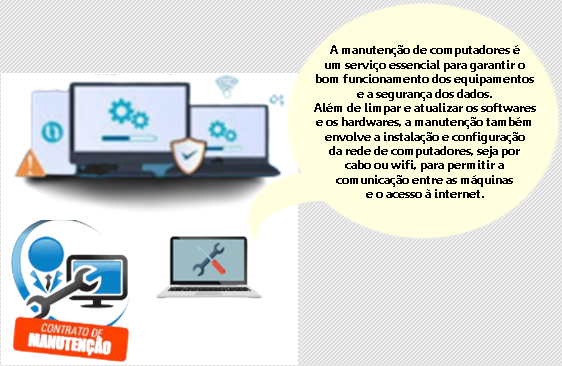 A manutenção de computadores é
um serviço essencial para garantir o
bom funcionamento dos equipamentos
e a segurança dos dados.
Além de limpar e atualizar os softwares
e os hardwares, a manutenção também
envolve a instalação e configuração
da rede de computadores, seja por
cabo ou wifi, para permitir a
comunicação entre as máquinas
e o acesso à internet.
CONTRATO DE
MANUTENÇÃO